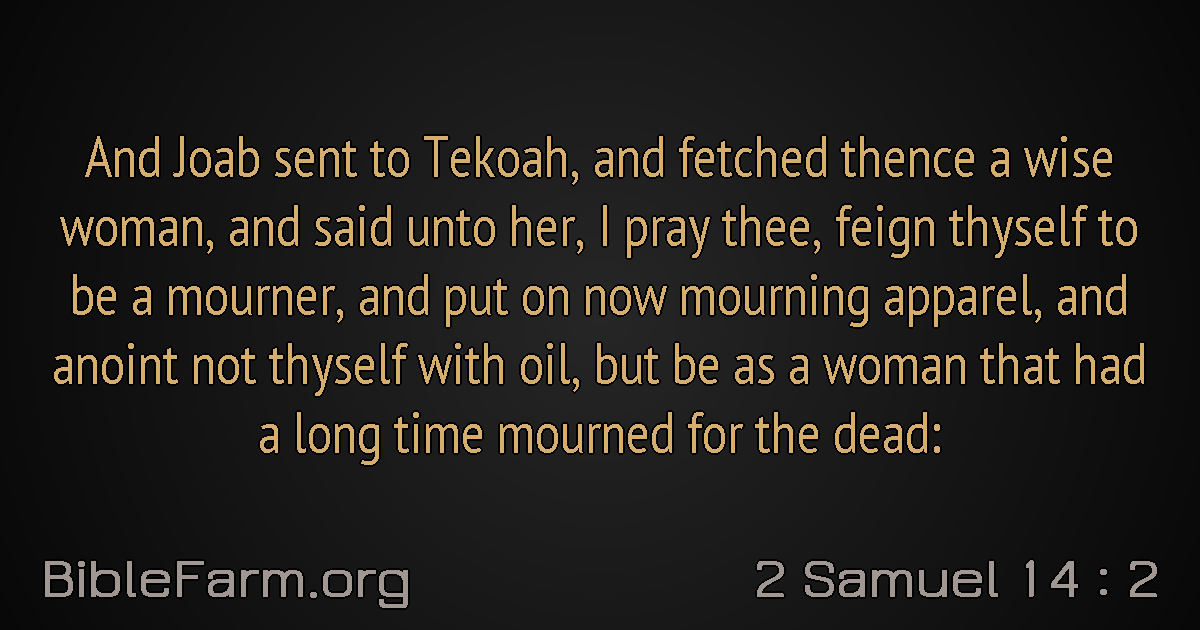 And Joab sent to Tekoah, and fetched thence a wise
woman, and said unto her, I pray thee, feign thyself to
be a mourner, and put on now mourning apparel, and
anoint not thyself with oil, but be as a woman that had
a long time mourned for the dead:
BibleFarm.org
2 Samuel 14 : 2